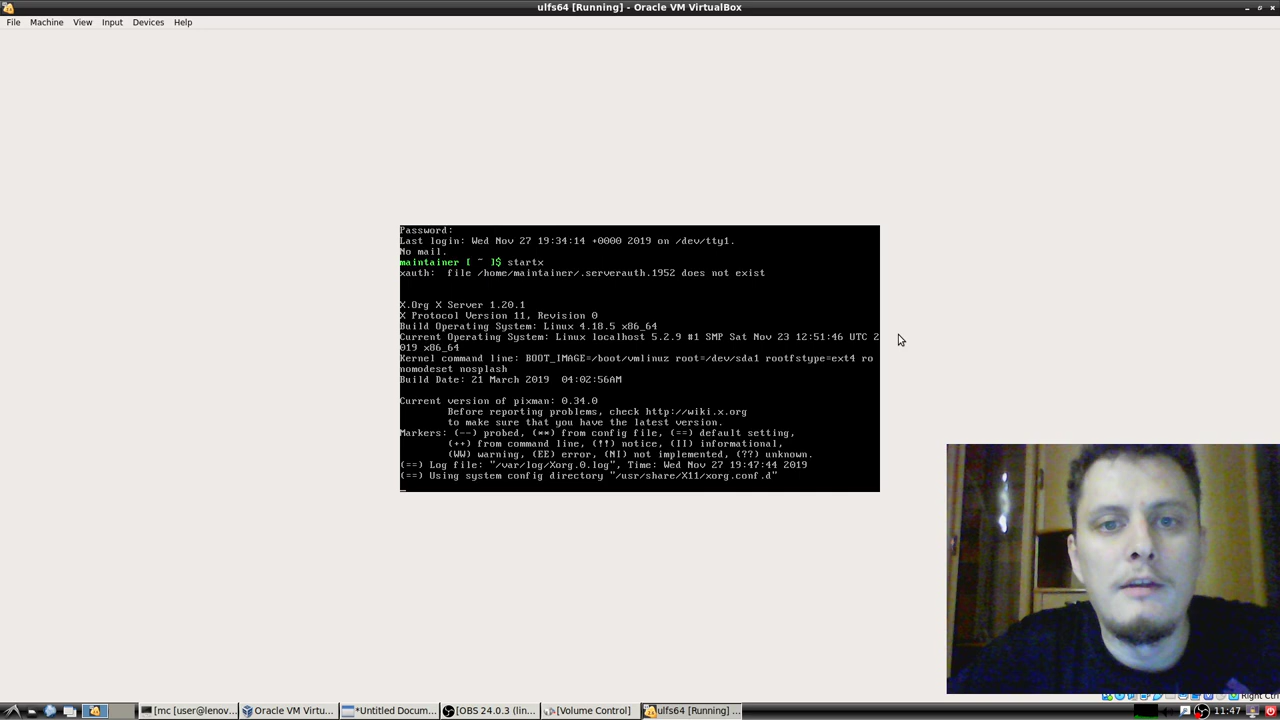 ulfs64 [Running] - Oracle VM VirtualBox
File Machine View Input Devices Help
Password:
Last login: Wed Nov 27 19:34:14 +0000 2019 on /dev/tty1.
No mail.
maintainer [ ~ ]$ startx
xauth:  file /home/maintainer/.serverauth.1952 does not exist
X.Org X Server 1.20.1
X Protocol Version 11, Revision 0
Build Operating System: Linux 4.18.5 x86_64
Current Operating System: Linux localhost 5.2.9 #1 SMP Sat Nov 23 12:51:46 UTC 2
019 x86_64
Kernel command line: BOOT_IMAGE=/boot/vmlinuz root=/dev/sda1 rootfstype=ext4 ro
nomodeset nosplash
Build Date: 21 March 2019  04:02:56AM
Current version of pixman: 0.34.0
Before reporting problems, check http://wiki.x.org
to make sure that you have the latest version.
Markers: (--) probed, (**) from config file, (==) default setting,
(++) from command line, (!!) notice, (II) informational,
(WW) warning, (EE) error, (NI) not implemented, (??) unknown.
(==) Log file: "/var/log/Xorg.0.log", Time: Wed Nov 27 19:47:44 2019
(==) Using system config directory "/usr/share/X11/xorg.conf.d"
Right Ctrl
[mc [user@lenov... Oracle VM Virtu... *Untitled Docum... OBS 24.0.3 (lin... [Volume Control] ulfs64 [Running] ... 11:47